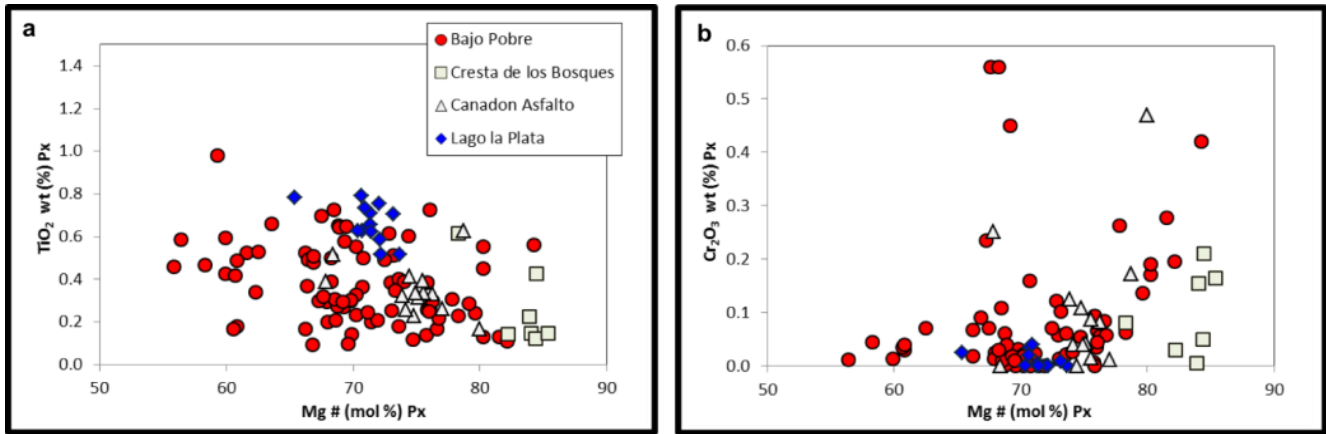 a
TiO2 wt (%) Px
1.4
1.2
1.0
0.8
0.6
0.4
0.2
0.0
50 60 70 80 90
Mg # (mol %) Px
Bajo Pobre
Cresta de los Bosques
Canadon Asfalto
Lago la Plata
b
Cr2O3 wt (%) Px
0.6
0.5
0.4
0.3
0.2
0.1
0.0
50 60 70 80 90
Mg # (mol %) Px